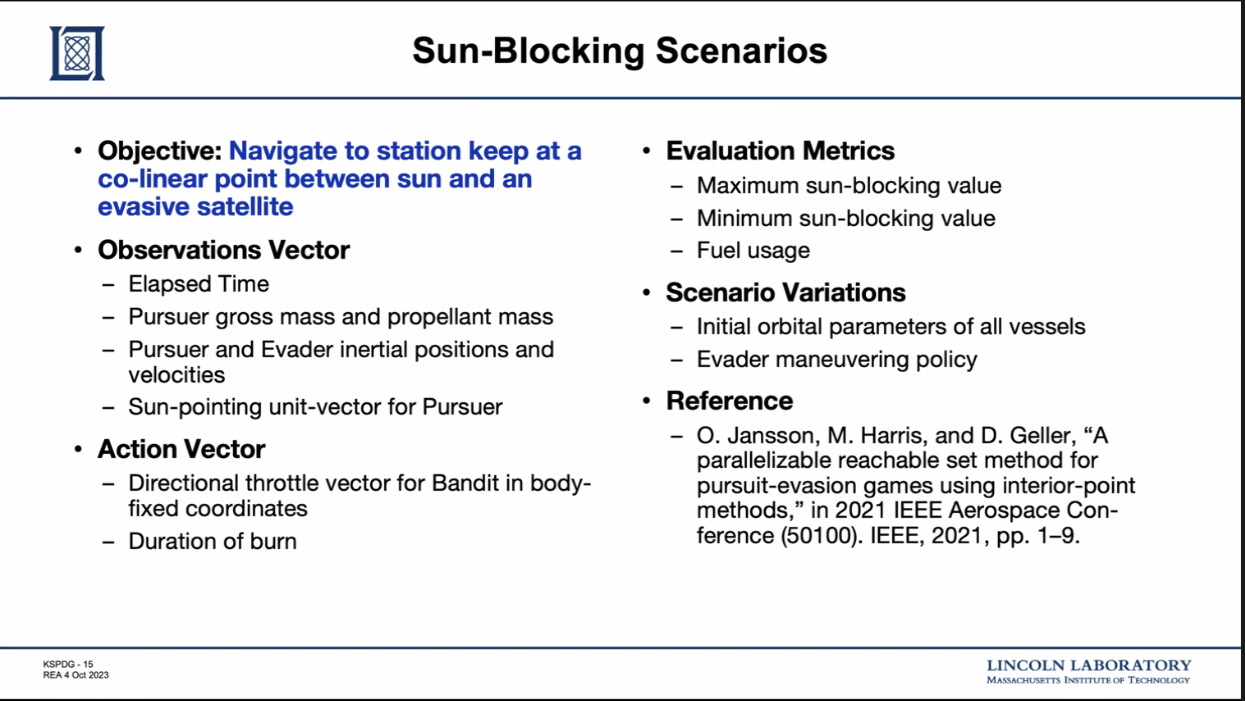 Sun-Blocking Scenarios
• Objective: Navigate to station keep at a
co-linear point between sun and an
evasive satellite
• Observations Vector
– Elapsed Time
– Pursuer gross mass and propellant mass
– Pursuer and Evader inertial positions and
velocities
– Sun-pointing unit-vector for Pursuer
• Action Vector
– Directional throttle vector for Bandit in body-
fixed coordinates
– Duration of burn
• Evaluation Metrics
– Maximum sun-blocking value
– Minimum sun-blocking value
– Fuel usage
• Scenario Variations
– Initial orbital parameters of all vessels
– Evader maneuvering policy
• Reference
– O. Jansson, M. Harris, and D. Geller, “A
parallelizable reachable set method for
pursuit-evasion games using interior-point
methods,” in 2021 IEEE Aerospace Con-
ference (50100). IEEE, 2021, pp. 1–9.
KSPDG - 15
REA 4 Oct 2023
LINCOLN LABORATORY
MASSACHUSETTS INSTITUTE OF TECHNOLOGY